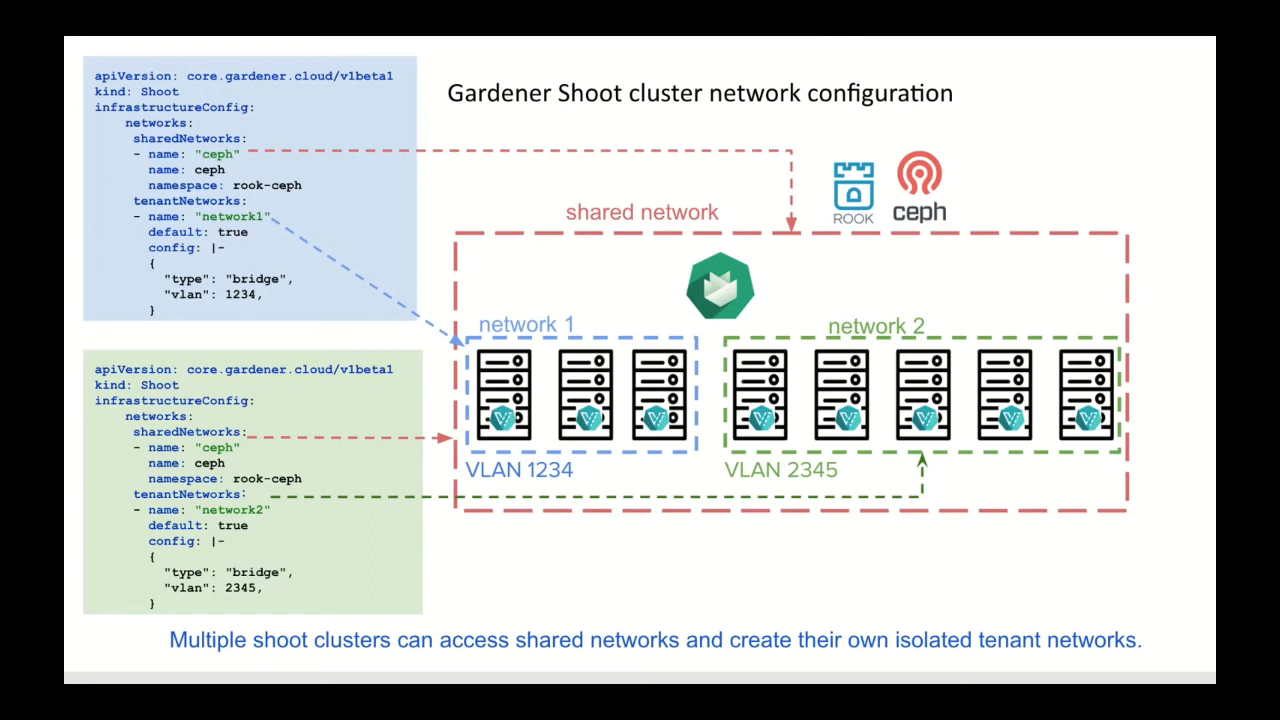 apiVersion: core.gardener.cloud/v1beta1
kind: Shoot
infrastructureConfig:
networks:
sharedNetworks:
- name: "ceph"
name: ceph
namespace: rook-ceph
tenantNetworks:
- name: "network1"
default: true
config: |-
{
"type": "bridge",
"vlan": 1234,
}
apiVersion: core.gardener.cloud/v1beta1
kind: Shoot
infrastructureConfig:
networks:
sharedNetworks:
- name: "ceph"
name: ceph
namespace: rook-ceph
tenantNetworks:
- name: "network2"
default: true
config: |-
{
"type": "bridge",
"vlan": 2345,
}
Gardener Shoot cluster network configuration
ROOK
ceph
shared network
network 1
network 2
VLAN 1234
VLAN 2345
Multiple shoot clusters can access shared networks and create their own isolated tenant networks.